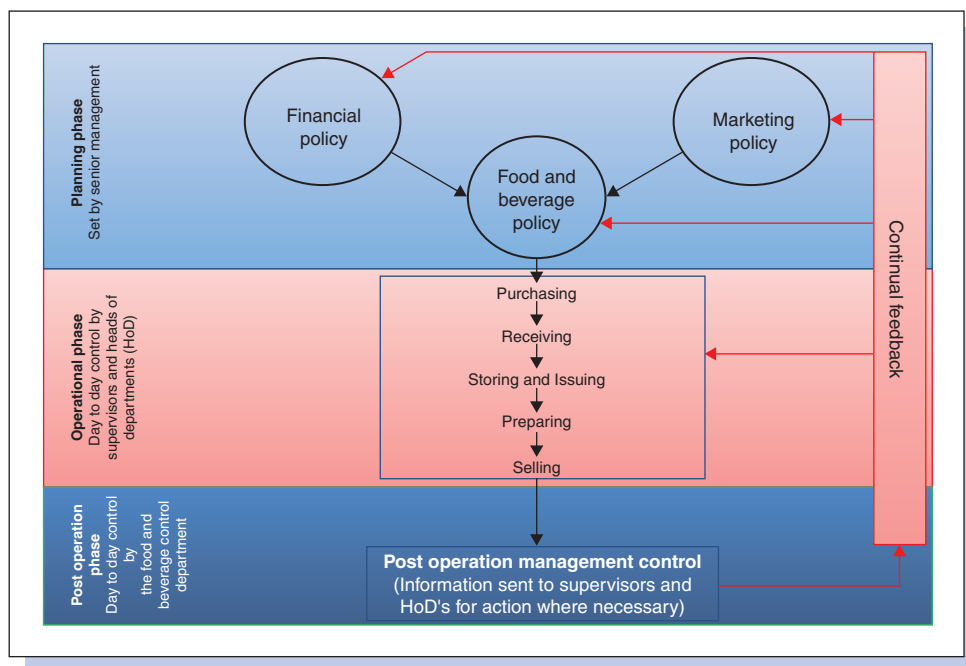 Planning phase
Set by senior management
Financial
policy
Marketing
policy
Food and
beverage
policy
Continual feedback
Operational phase
Day to day control by
supervisors and heads of
departments (HoD)
Purchasing
Receiving
Storing and Issuing
Preparing
Selling
Post operation
phase
Day to day control
by
the food and
beverage control
department
Post operation management control
(Information sent to supervisors and
HoD's for action where necessary)